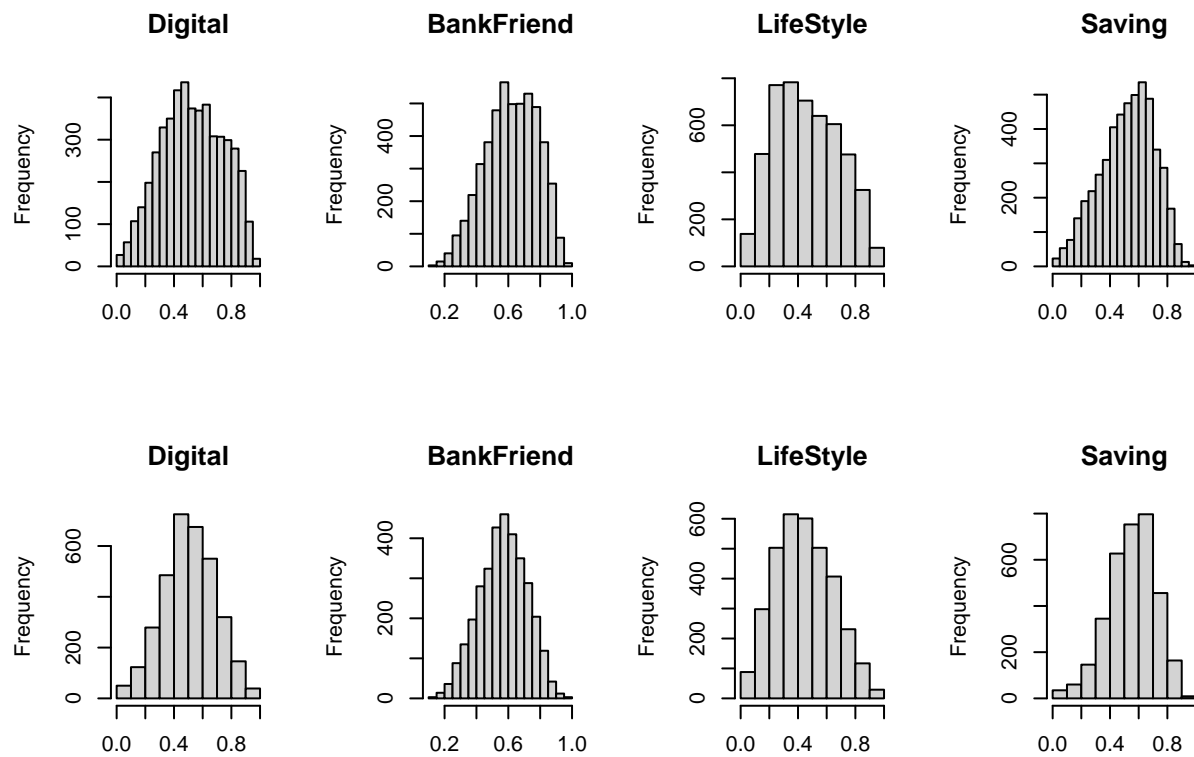 Digital
Frequency
0 100 300
0.0 0.4 0.8
BankFriend
Frequency
0 200 400
0.2 0.6 1.0
LifeStyle
Frequency
0 200 600
0.0 0.4 0.8
Saving
Frequency
0 200 400
0.0 0.4 0.8
Digital
Frequency
0 200 600
0.0 0.4 0.8
BankFriend
Frequency
0 200 400
0.2 0.6 1.0
LifeStyle
Frequency
0 200 400 600
0.0 0.4 0.8
Saving
Frequency
0 200 600
0.0 0.4 0.8